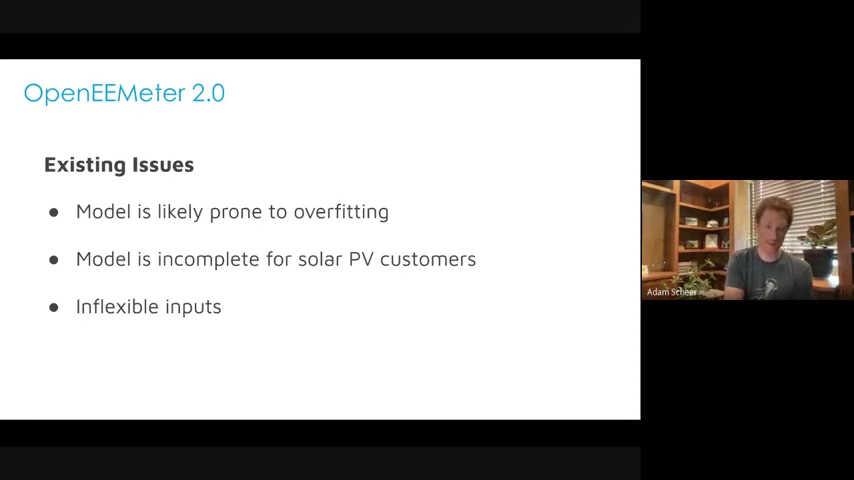 OpenEEMeter 2.0
Existing Issues
● Model is likely prone to overfitting
● Model is incomplete for solar PV customers
● Inflexible inputs
Adam Scheer